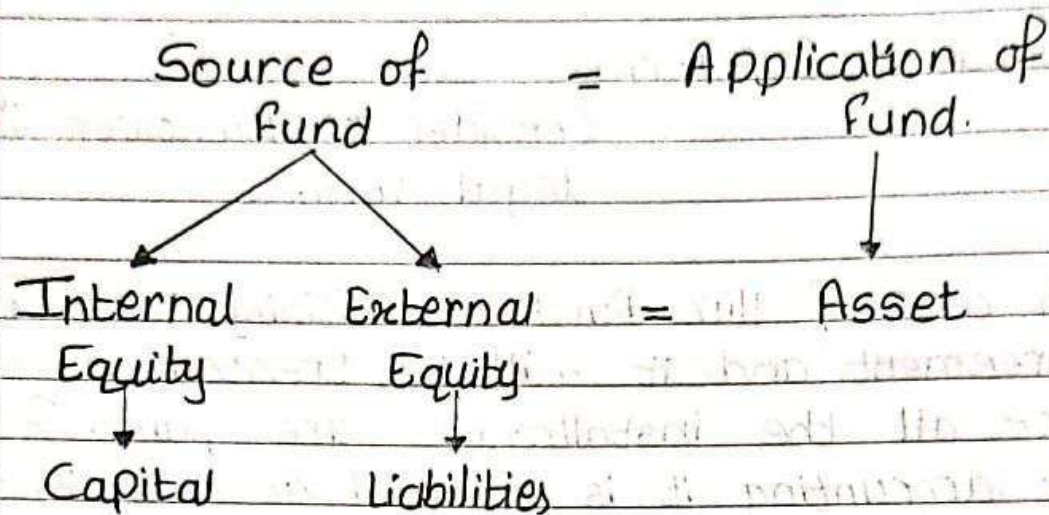 Source of = Application of
fund fund.
Internal External = Asset
Equity Equity
Capital Liabilities